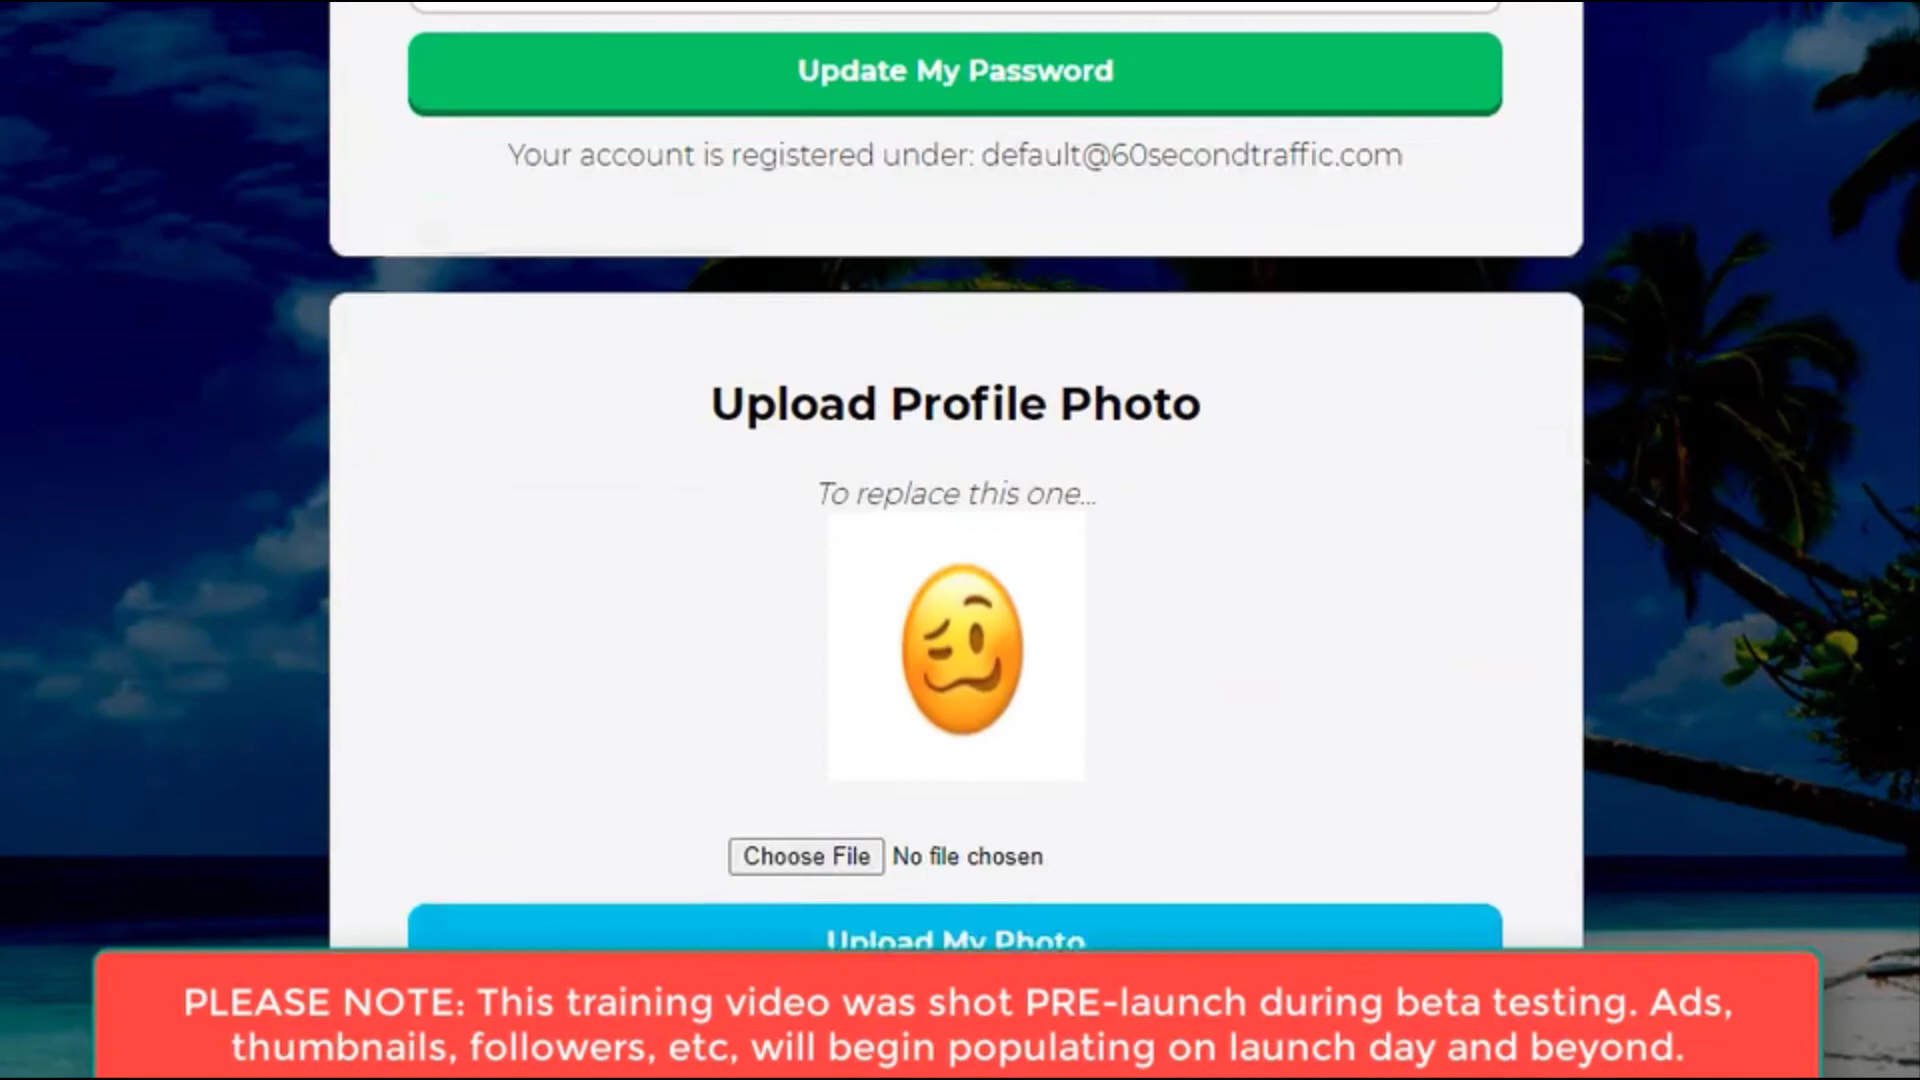 Update My Password
Your account is registered under: default@60secondtraffic.com
Upload Profile Photo
To replace this one...
Choose File No file chosen
Upload My Photo
PLEASE NOTE: This training video was shot PRE-launch during beta testing. Ads,
thumbnails, followers, etc, will begin populating on launch day and beyond.